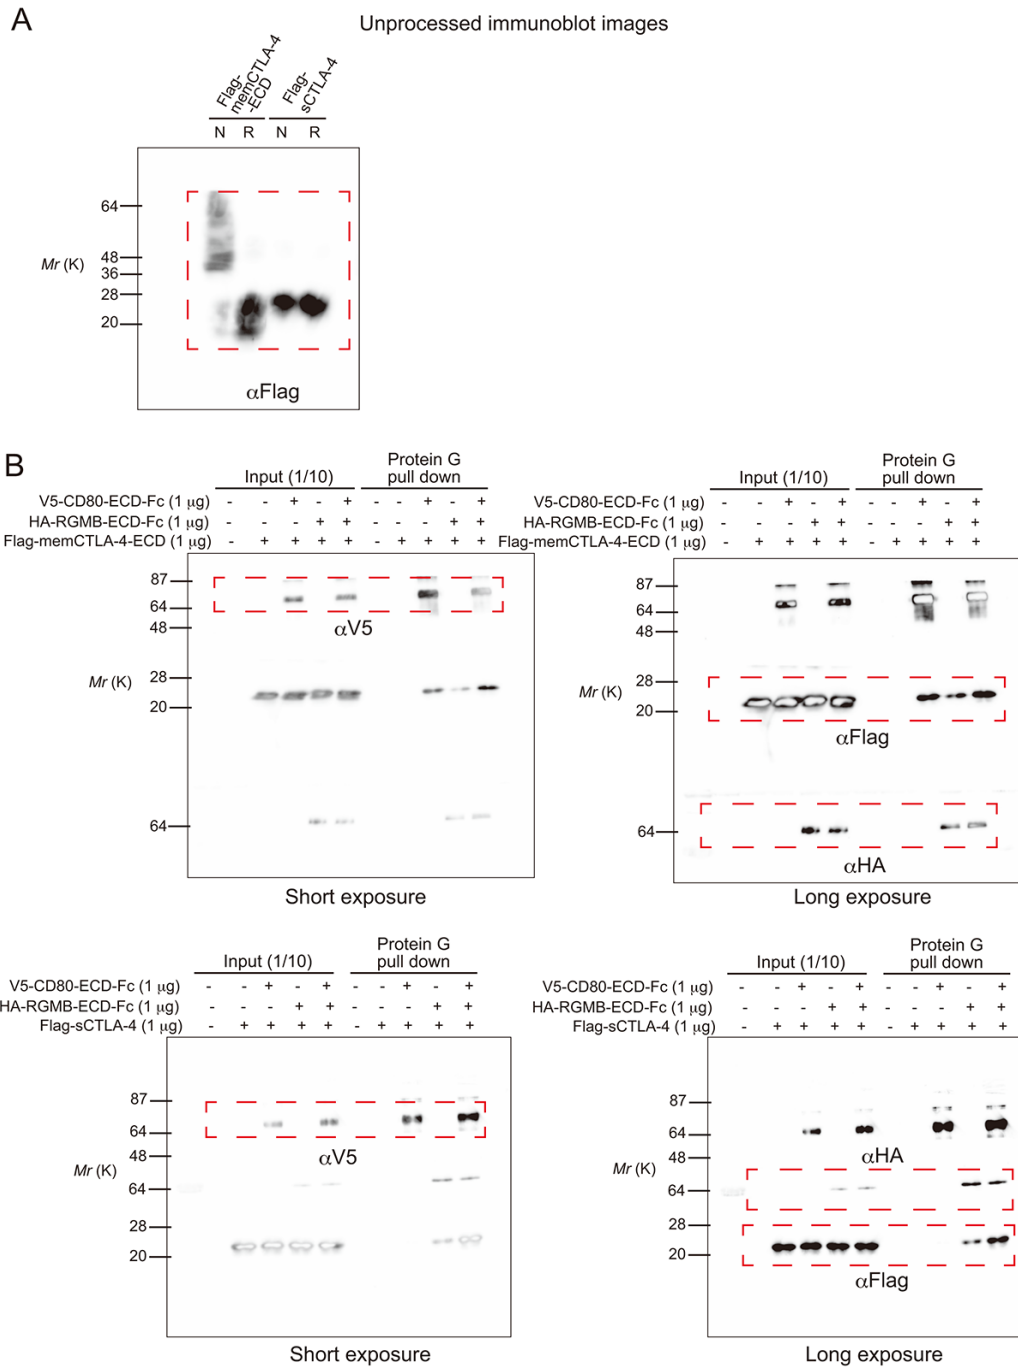 A
Unprocessed immunoblot images
Flag-
memCTLA-4
-ECD
Flag-
sCTLA-4
N R N R
64
48
Mr (K)
36
28
20
αFlag
B
Input (1/10)
Protein G
pull down
V5-CD80-ECD-Fc (1 μg) - - + - + - - + - +
HA-RGMB-ECD-Fc (1 μg) - - - + + - - - + +
Flag-memCTLA-4-ECD (1 μg) - + + + + - + + + +
87
64
αV5
48
28
Mr (K)
20
64
Short exposure
Input (1/10)
Protein G
pull down
V5-CD80-ECD-Fc (1 μg) - - + - + - - + - +
HA-RGMB-ECD-Fc (1 μg) - - - + + - - - + +
Flag-memCTLA-4-ECD (1 μg) - + + + + - + + + +
87
64
48
28
Mr (K)
20
αFlag
64
αHA
Long exposure
Input (1/10)
Protein G
pull down
V5-CD80-ECD-Fc (1 μg) - - + - + - - + - +
HA-RGMB-ECD-Fc (1 μg) - - - + + - - - + +
Flag-sCTLA-4 (1 μg) - + + + + - + + + +
87
64
αV5
48
Mr (K)
64
28
20
Short exposure
Input (1/10)
Protein G
pull down
V5-CD80-ECD-Fc (1 μg) - - + - + - - + - +
HA-RGMB-ECD-Fc (1 μg) - - - + + - - - + +
Flag-sCTLA-4 (1 μg) - + + + + - + + + +
87
64
αHA
48
Mr (K)
64
28
20
αFlag
Long exposure